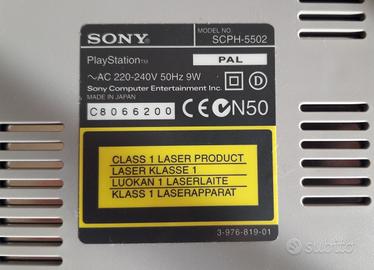 SONY
MODEL NO.
SCPH-5502
PlayStation™
PAL
～AC 220-240V 50Hz 9W
Sony Computer Entertainment Inc.
MADE IN JAPAN
C8066200
CE N50
CLASS 1 LASER PRODUCT
LASER KLASSE 1
LUOKAN 1 LASERLAITE
KLASS 1 LASERAPPARAT
3-976-819-01
subito